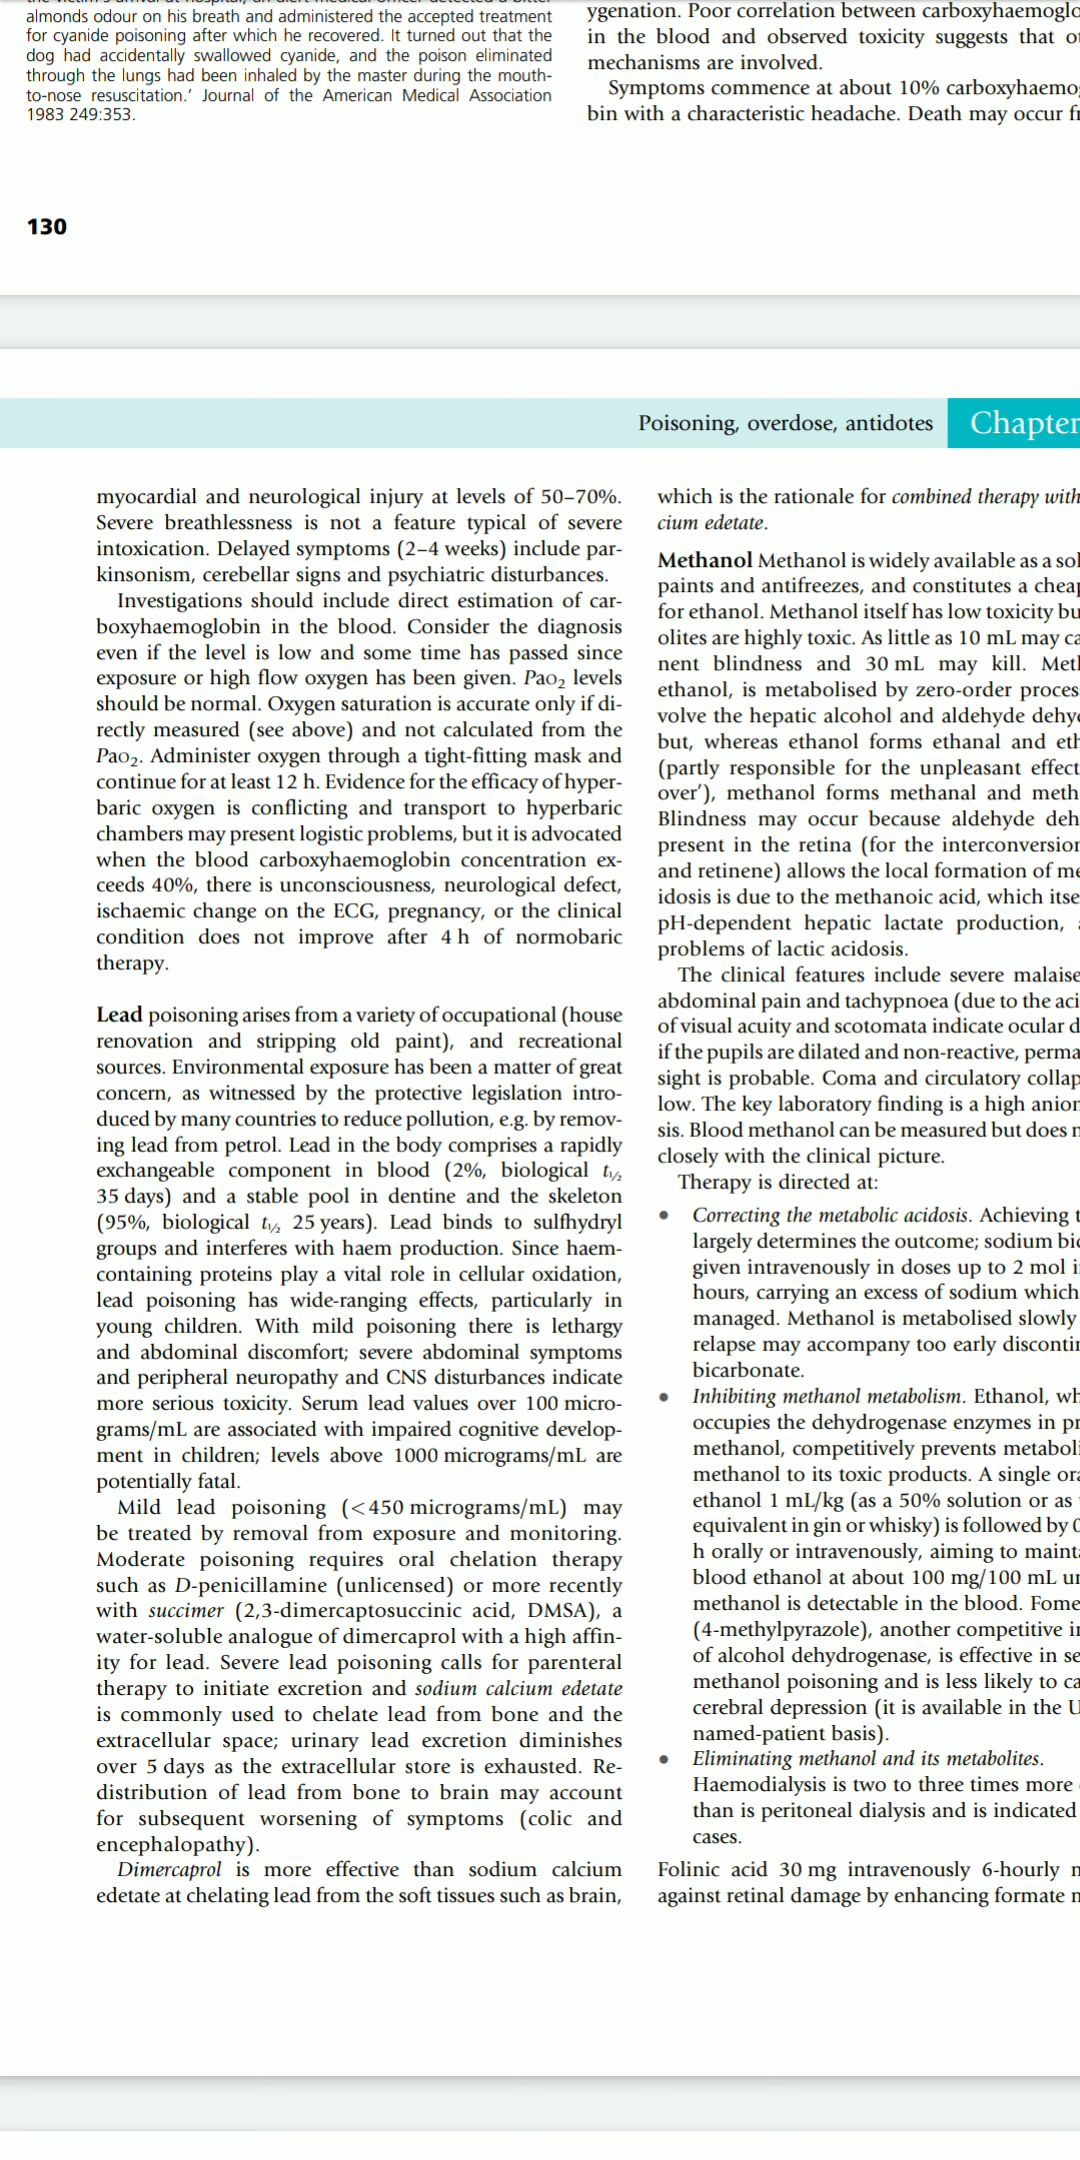 almonds odour on his breath and administered the accepted treatment
for cyanide poisoning after which he recovered. It turned out that the
dog had accidentally swallowed cyanide, and the poison eliminated
through the lungs had been inhaled by the master during the mouth-
to-nose resuscitation.' Journal of the American Medical Association
1983 249:353.
ygenation. Poor correlation between carboxyhaemoglo
in the blood and observed toxicity suggests that ot
mechanisms are involved.
Symptoms commence at about 10% carboxyhaemog
bin with a characteristic headache. Death may occur fr
130
Poisoning, overdose, antidotes
Chapter
myocardial and neurological injury at levels of 50–70%.
Severe breathlessness is not a feature typical of severe
intoxication. Delayed symptoms (2–4 weeks) include par-
kinsonism, cerebellar signs and psychiatric disturbances.
Investigations should include direct estimation of car-
boxyhaemoglobin in the blood. Consider the diagnosis
even if the level is low and some time has passed since
exposure or high flow oxygen has been given. Pao₂ levels
should be normal. Oxygen saturation is accurate only if di-
rectly measured (see above) and not calculated from the
Pao₂. Administer oxygen through a tight-fitting mask and
continue for at least 12 h. Evidence for the efficacy of hyper-
baric oxygen is conflicting and transport to hyperbaric
chambers may present logistic problems, but it is advocated
when the blood carboxyhaemoglobin concentration ex-
ceeds 40%, there is unconsciousness, neurological defect,
ischaemic change on the ECG, pregnancy, or the clinical
condition does not improve after 4 h of normobaric
therapy.
Lead poisoning arises from a variety of occupational (house
renovation and stripping old paint), and recreational
sources. Environmental exposure has been a matter of great
concern, as witnessed by the protective legislation intro-
duced by many countries to reduce pollution, e.g. by remov-
ing lead from petrol. Lead in the body comprises a rapidly
exchangeable component in blood (2%, biological t½
35 days) and a stable pool in dentine and the skeleton
(95%, biological t½ 25 years). Lead binds to sulfhydryl
groups and interferes with haem production. Since haem-
containing proteins play a vital role in cellular oxidation,
lead poisoning has wide-ranging effects, particularly in
young children. With mild poisoning there is lethargy
and abdominal discomfort; severe abdominal symptoms
and peripheral neuropathy and CNS disturbances indicate
more serious toxicity. Serum lead values over 100 micro-
grams/mL are associated with impaired cognitive develop-
ment in children; levels above 1000 micrograms/mL are
potentially fatal.
Mild lead poisoning (<450 micrograms/mL) may
be treated by removal from exposure and monitoring.
Moderate poisoning requires oral chelation therapy
such as D-penicillamine (unlicensed) or more recently
with succimer (2,3-dimercaptosuccinic acid, DMSA), a
water-soluble analogue of dimercaprol with a high affin-
ity for lead. Severe lead poisoning calls for parenteral
therapy to initiate excretion and sodium calcium edetate
is commonly used to chelate lead from bone and the
extracellular space; urinary lead excretion diminishes
over 5 days as the extracellular store is exhausted. Re-
distribution of lead from bone to brain may account
for subsequent worsening of symptoms (colic and
encephalopathy).
Dimercaprol is more effective than sodium calcium
edetate at chelating lead from the soft tissues such as brain,
which is the rationale for combined therapy with
cium edetate.
Methanol Methanol is widely available as a sol
paints and antifreezes, and constitutes a cheap
for ethanol. Methanol itself has low toxicity bu
olites are highly toxic. As little as 10 mL may ca
nent blindness and 30 mL may kill. Meth
ethanol, is metabolised by zero-order proces
volve the hepatic alcohol and aldehyde dehy
but, whereas ethanol forms ethanal and eth
(partly responsible for the unpleasant effect
over'), methanol forms methanal and meth
Blindness may occur because aldehyde deh
present in the retina (for the interconversion
and retinene) allows the local formation of me
idosis is due to the methanoic acid, which itse
pH-dependent hepatic lactate production,
problems of lactic acidosis.
The clinical features include severe malaise
abdominal pain and tachypnoea (due to the aci
of visual acuity and scotomata indicate ocular d
if the pupils are dilated and non-reactive, perma
sight is probable. Coma and circulatory collap
low. The key laboratory finding is a high anion
sis. Blood methanol can be measured but does n
closely with the clinical picture.
Therapy is directed at:
• Correcting the metabolic acidosis. Achieving t
largely determines the outcome; sodium bic
given intravenously in doses up to 2 mol i
hours, carrying an excess of sodium which
managed. Methanol is metabolised slowly
relapse may accompany too early discontin
bicarbonate.
• Inhibiting methanol metabolism. Ethanol, wh
occupies the dehydrogenase enzymes in pr
methanol, competitively prevents metaboli
methanol to its toxic products. A single ora
ethanol 1 mL/kg (as a 50% solution or as
equivalent in gin or whisky) is followed by 0
h orally or intravenously, aiming to mainta
blood ethanol at about 100 mg/100 mL un
methanol is detectable in the blood. Fome
(4-methylpyrazole), another competitive in
of alcohol dehydrogenase, is effective in se
methanol poisoning and is less likely to ca
cerebral depression (it is available in the U
named-patient basis).
• Eliminating methanol and its metabolites.
Haemodialysis is two to three times more
than is peritoneal dialysis and is indicated
cases.
Folinic acid 30 mg intravenously 6-hourly m
against retinal damage by enhancing formate m